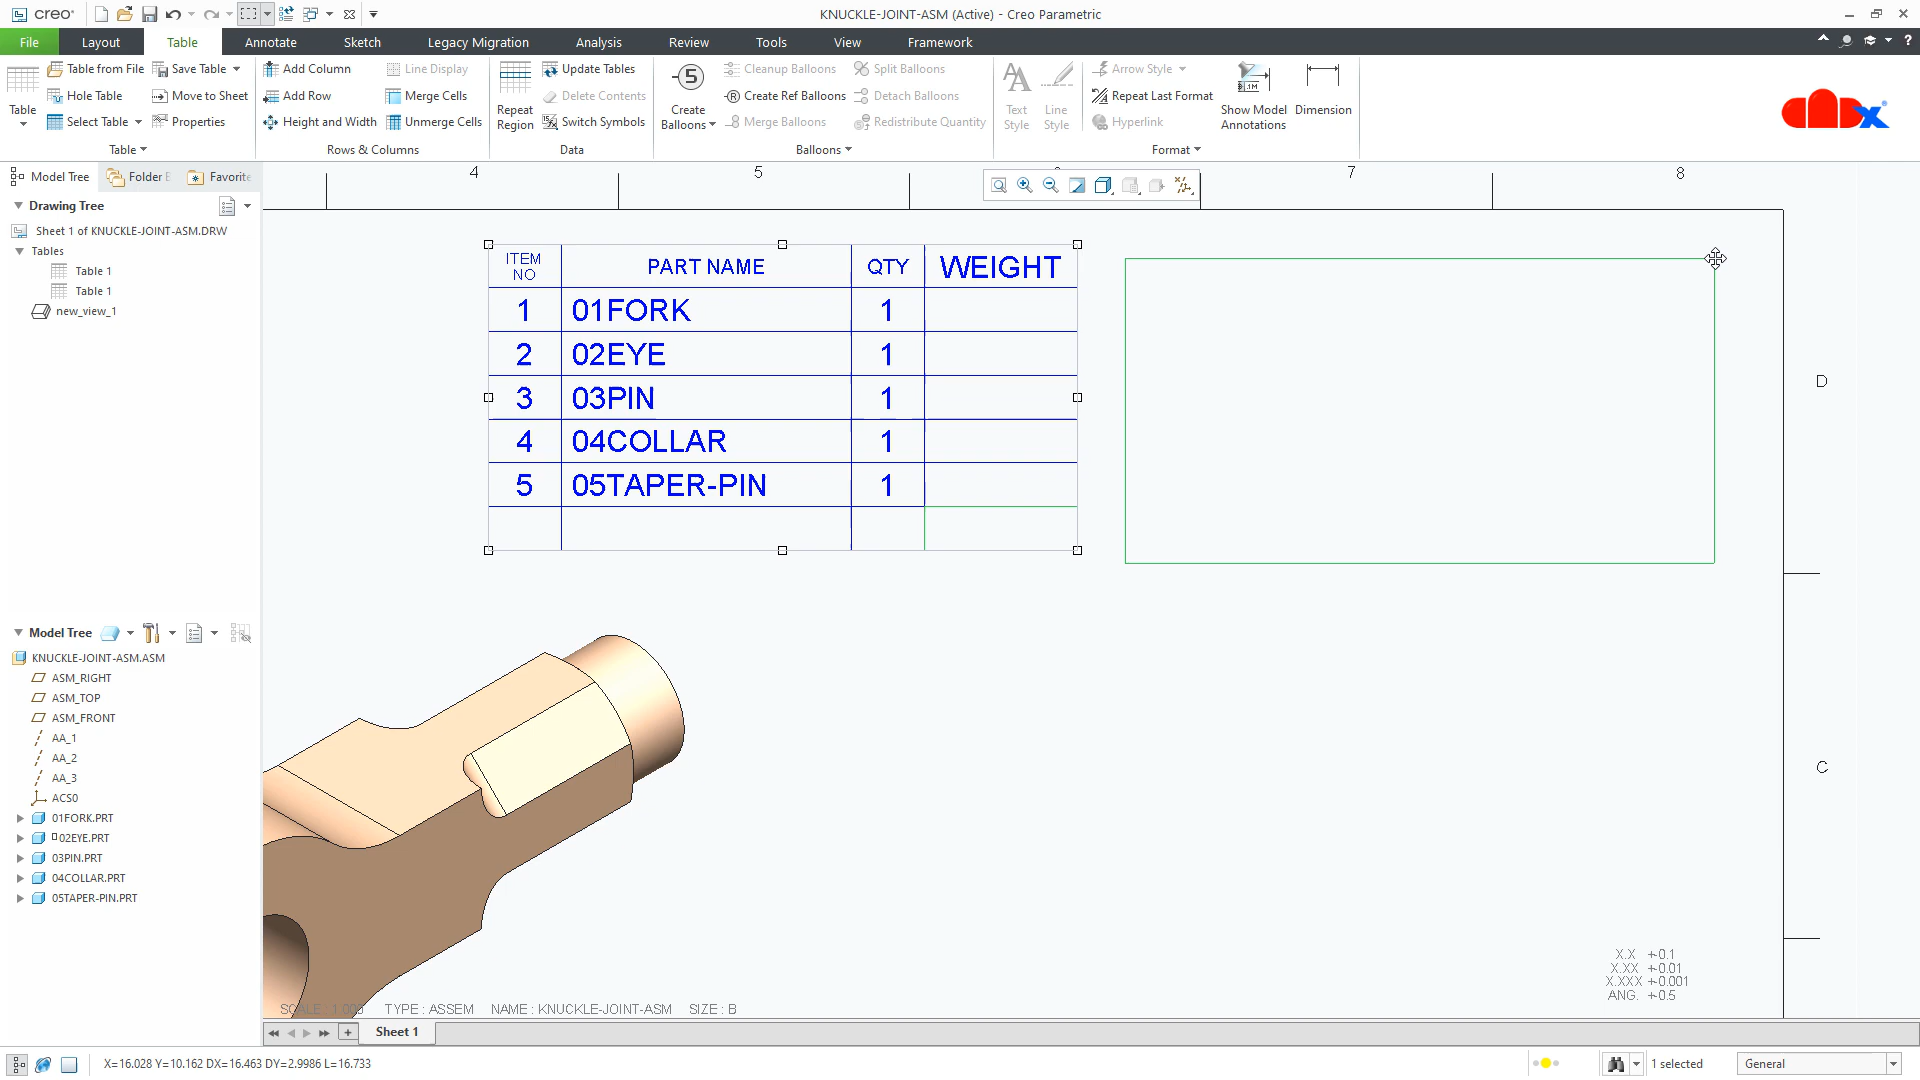 creo
KNUCKLE-JOINT-ASM (Active) - Creo Parametric
File Layout Table Annotate Sketch Legacy Migration Analysis Review Tools View Framework
Table
Table from File
Hole Table
Select Table
Save Table
Move to Sheet
Properties
Table
Add Column
Add Row
Height and Width
Line Display
Merge Cells
Unmerge Cells
Rows & Columns
Repeat
Region
Update Tables
Delete Contents
Switch Symbols
Data
5
Create
Balloons
Cleanup Balloons
Create Ref Balloons
Merge Balloons
Split Balloons
Detach Balloons
Redistribute Quantity
Balloons
Text
Style
Line
Style
Arrow Style
Repeat Last Format
Hyperlink
Format
Show Model
Annotations
Dimension
Model Tree Folder Favorite
Drawing Tree
Sheet 1 of KNUCKLE-JOINT-ASM.DRW
Tables
Table 1
Table 1
new_view_1
4 5 7 8
ITEM
NO
PART NAME QTY WEIGHT
1 01FORK 1
2 02EYE 1
3 03PIN 1
4 04COLLAR 1
5 05TAPER-PIN 1
D
C
Model Tree
KNUCKLE-JOINT-ASM.ASM
ASM_RIGHT
ASM_TOP
ASM_FRONT
AA_1
AA_2
AA_3
ACS0
01FORK.PRT
02EYE.PRT
03PIN.PRT
04COLLAR.PRT
05TAPER-PIN.PRT
X.X +-0.1
X.XX +-0.01
X.XXX +-0.001
ANG. +-0.5
SCALE : 1.000 TYPE : ASSEM NAME : KNUCKLE-JOINT-ASM SIZE : B
Sheet 1
X=16.028 Y=10.162 DX=16.463 DY=2.9986 L=16.733
1 selected
General